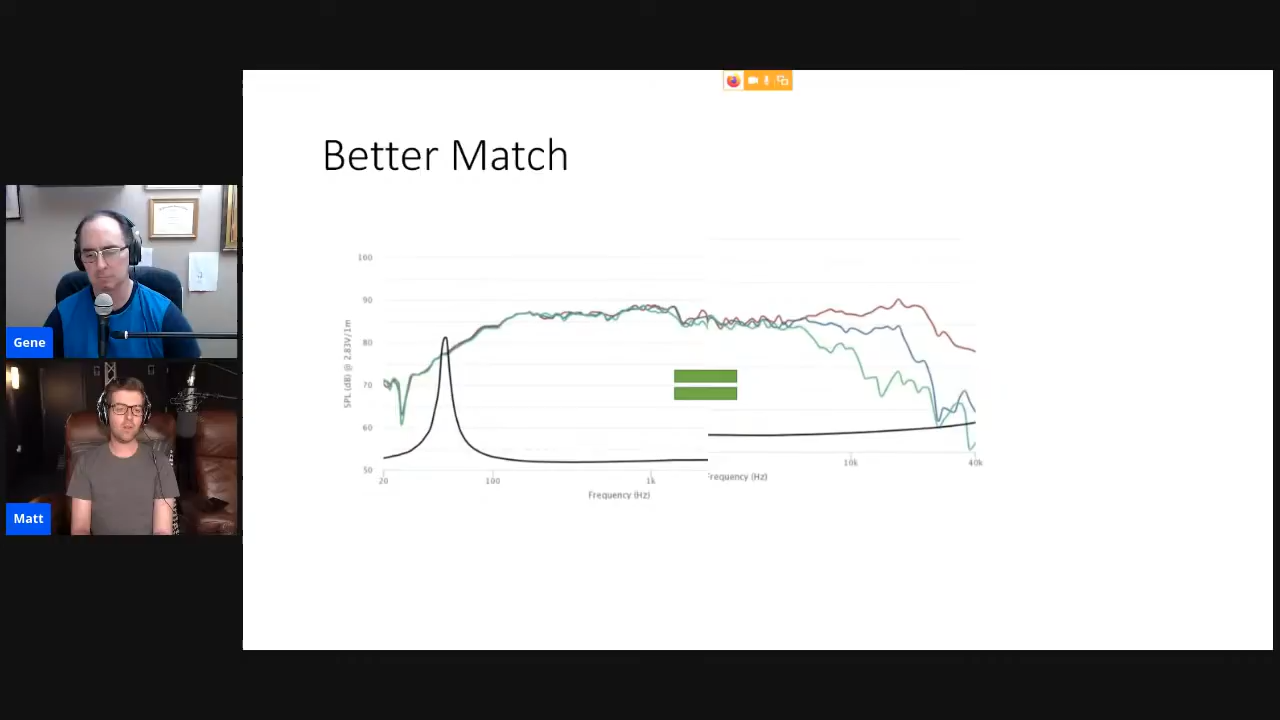 Better Match
100
90
80
70
60
50
SPL (dB) @ 2.83V/1m
20
100
1k
Frequency (Hz)
10k
40k
Frequency (Hz)
Gene
Matt